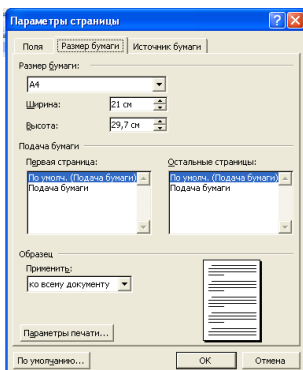 Параметры страницы
Поля Размер бумаги Источник бумаги
Размер бумаги:
A4
Ширина: 21 см
Высота: 29,7 см
Подача бумаги
Первая страница: Остальные страницы:
По умолч. (Подача бумаги) По умолч. (Подача бумаги)
Подача бумаги Подача бумаги
Образец
Применить:
ко всему документу
Параметры печати...
По умолчанию... ОК Отмена